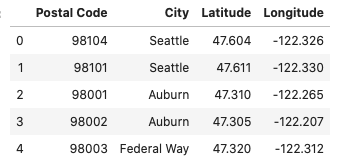 Postal Code City Latitude Longitude
0 98104 Seattle 47.604 -122.326
1 98101 Seattle 47.611 -122.330
2 98001 Auburn 47.310 -122.265
3 98002 Auburn 47.305 -122.207
4 98003 Federal Way 47.320 -122.312